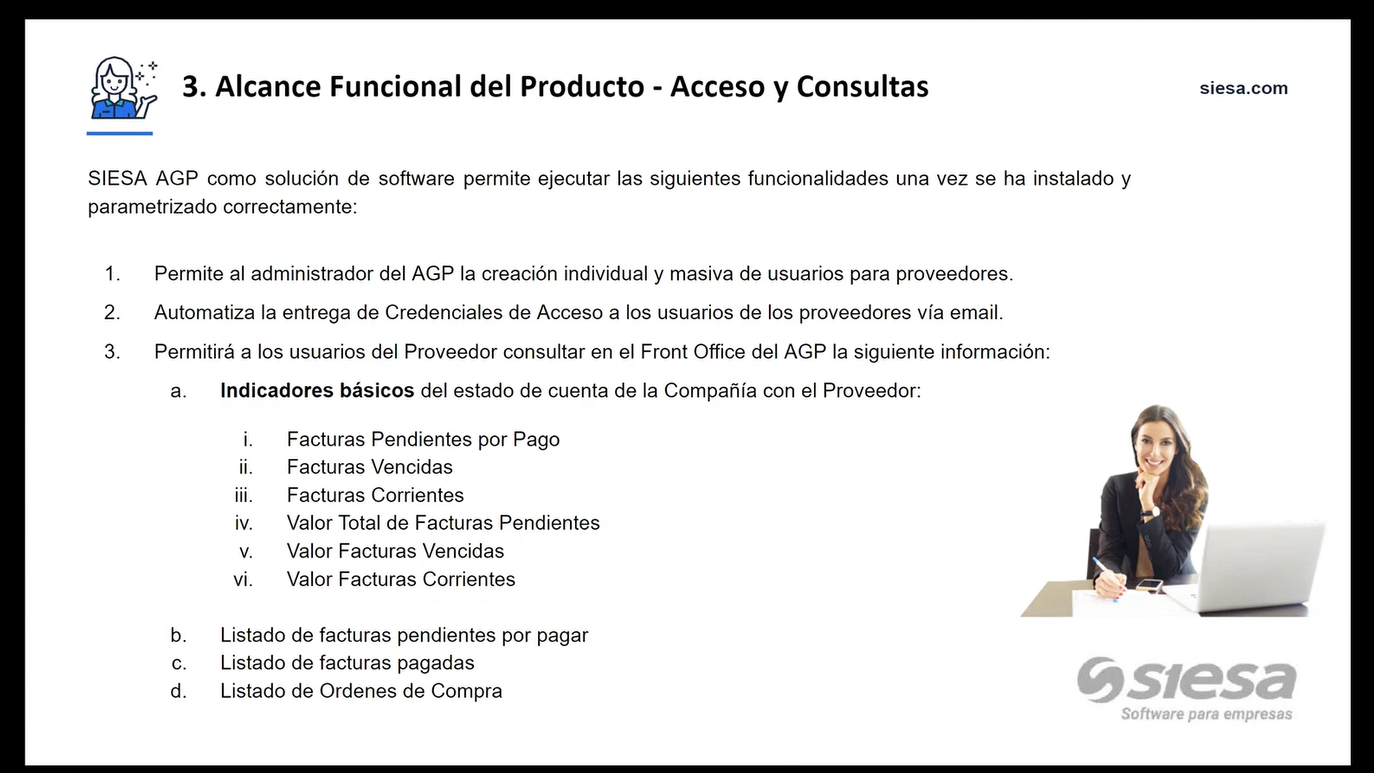 3. Alcance Funcional del Producto - Acceso y Consultas
siesa.com
SIESA AGP como solución de software permite ejecutar las siguientes funcionalidades una vez se ha instalado y
parametrizado correctamente:
1. Permite al administrador del AGP la creación individual y masiva de usuarios para proveedores.
2. Automatiza la entrega de Credenciales de Acceso a los usuarios de los proveedores vía email.
3. Permitirá a los usuarios del Proveedor consultar en el Front Office del AGP la siguiente información:
a. Indicadores básicos del estado de cuenta de la Compañía con el Proveedor:
i. Facturas Pendientes por Pago
ii. Facturas Vencidas
iii. Facturas Corrientes
iv. Valor Total de Facturas Pendientes
v. Valor Facturas Vencidas
vi. Valor Facturas Corrientes
b. Listado de facturas pendientes por pagar
c. Listado de facturas pagadas
d. Listado de Ordenes de Compra
siesa
Software para empresas